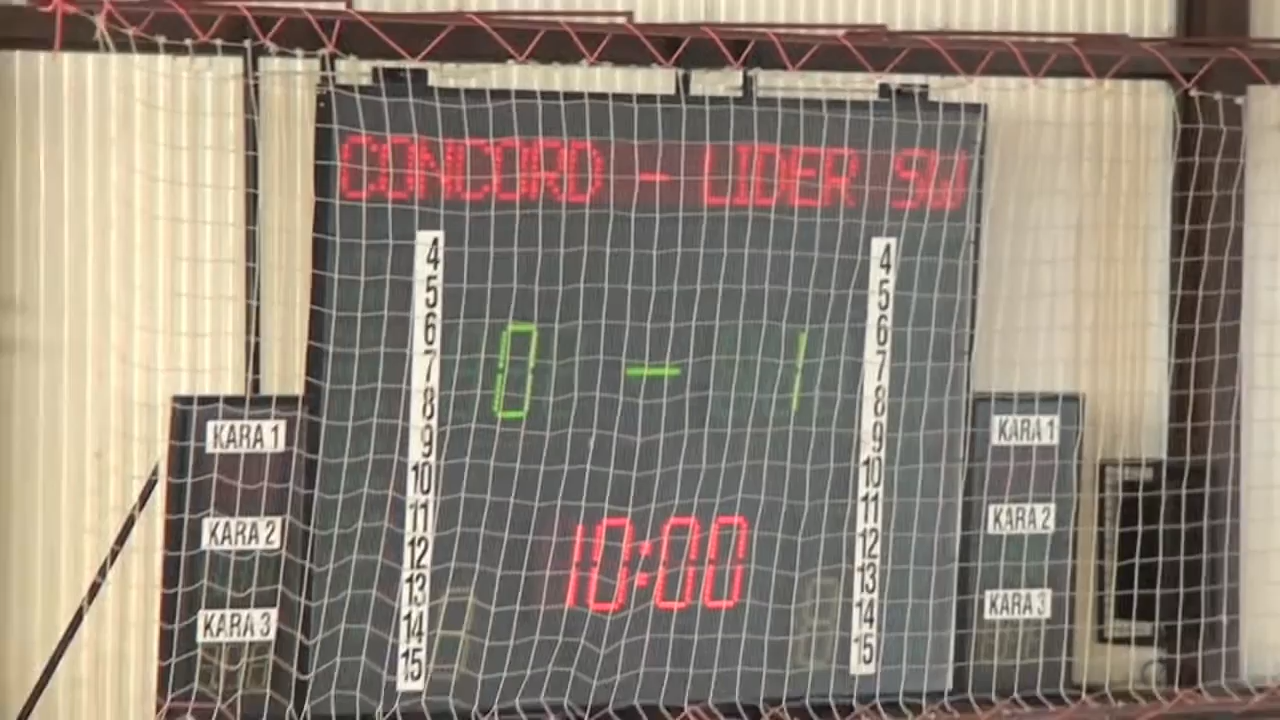 CONCORD - LIDER SW
4 4
5 5
6 6
0 - 1
7 7
8 8
KARA 1 KARA 1
9 9
10 10
11 11
KARA 2 KARA 2
12 12
10:00
13 13
KARA 3 KARA 3
14 14
15 15